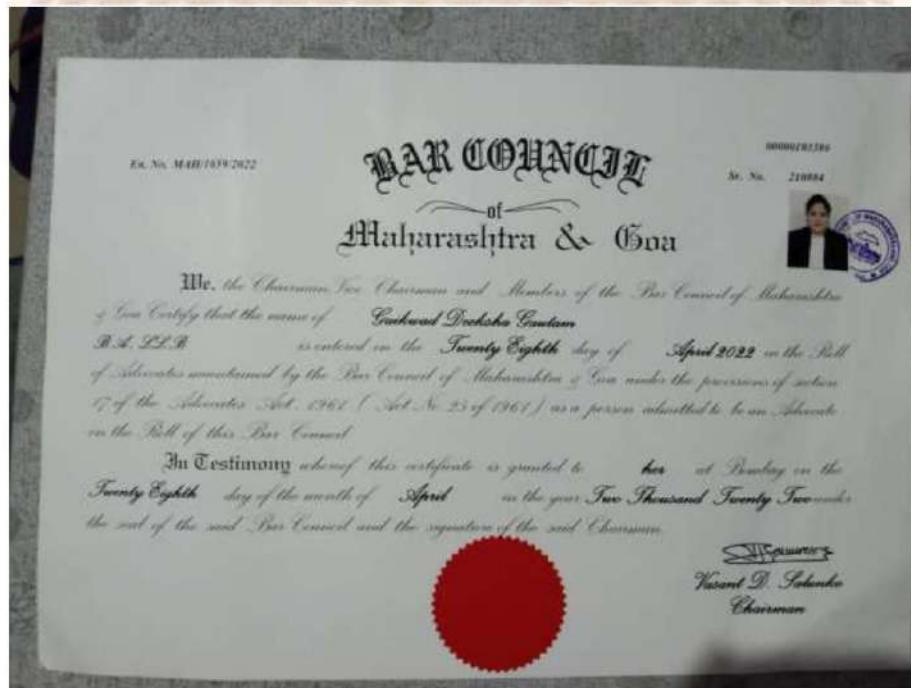 En. No. MAH/1039/2022
Sr. No. 210884
BAR COUNCIL
of
Maharashtra & Goa
We, the Chairman, Vice Chairman and Members of the Bar Council of Maharashtra
& Goa Certify that the name of Gaikwad Deeksha Gautam
B.A. LL.B is entered on the Twenty Eighth day of April 2022 on the Roll
of Advocates maintained by the Bar Council of Maharashtra & Goa under the provisions of section
17 of the Advocates Act, 1961 ( Act No. 25 of 1961 ) as a person admitted to be an Advocate
on the Roll of this Bar Council
In Testimony whereof this certificate is granted to her at Bombay on the
Twenty Eighth day of the month of April in the year Two Thousand Twenty Two under
the seal of the said Bar Council and the signature of the said Chairman.
Vasant D. Salunke
Chairman